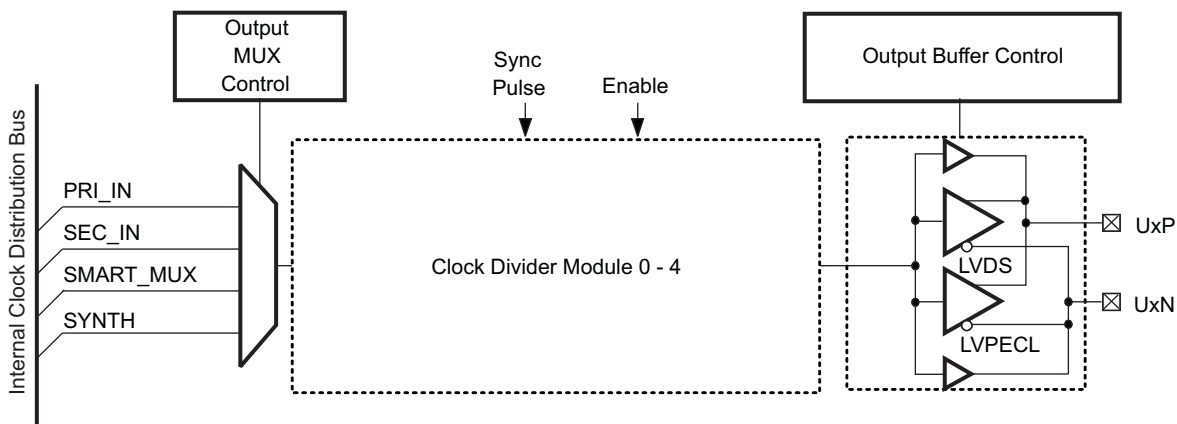 Internal Clock Distribution Bus
Output
MUX
Control
Sync
Pulse
Enable
Output Buffer Control
PRI_IN
SEC_IN
SMART_MUX
SYNTH
Clock Divider Module 0 - 4
LVDS
LVPECL
UxP
UxN